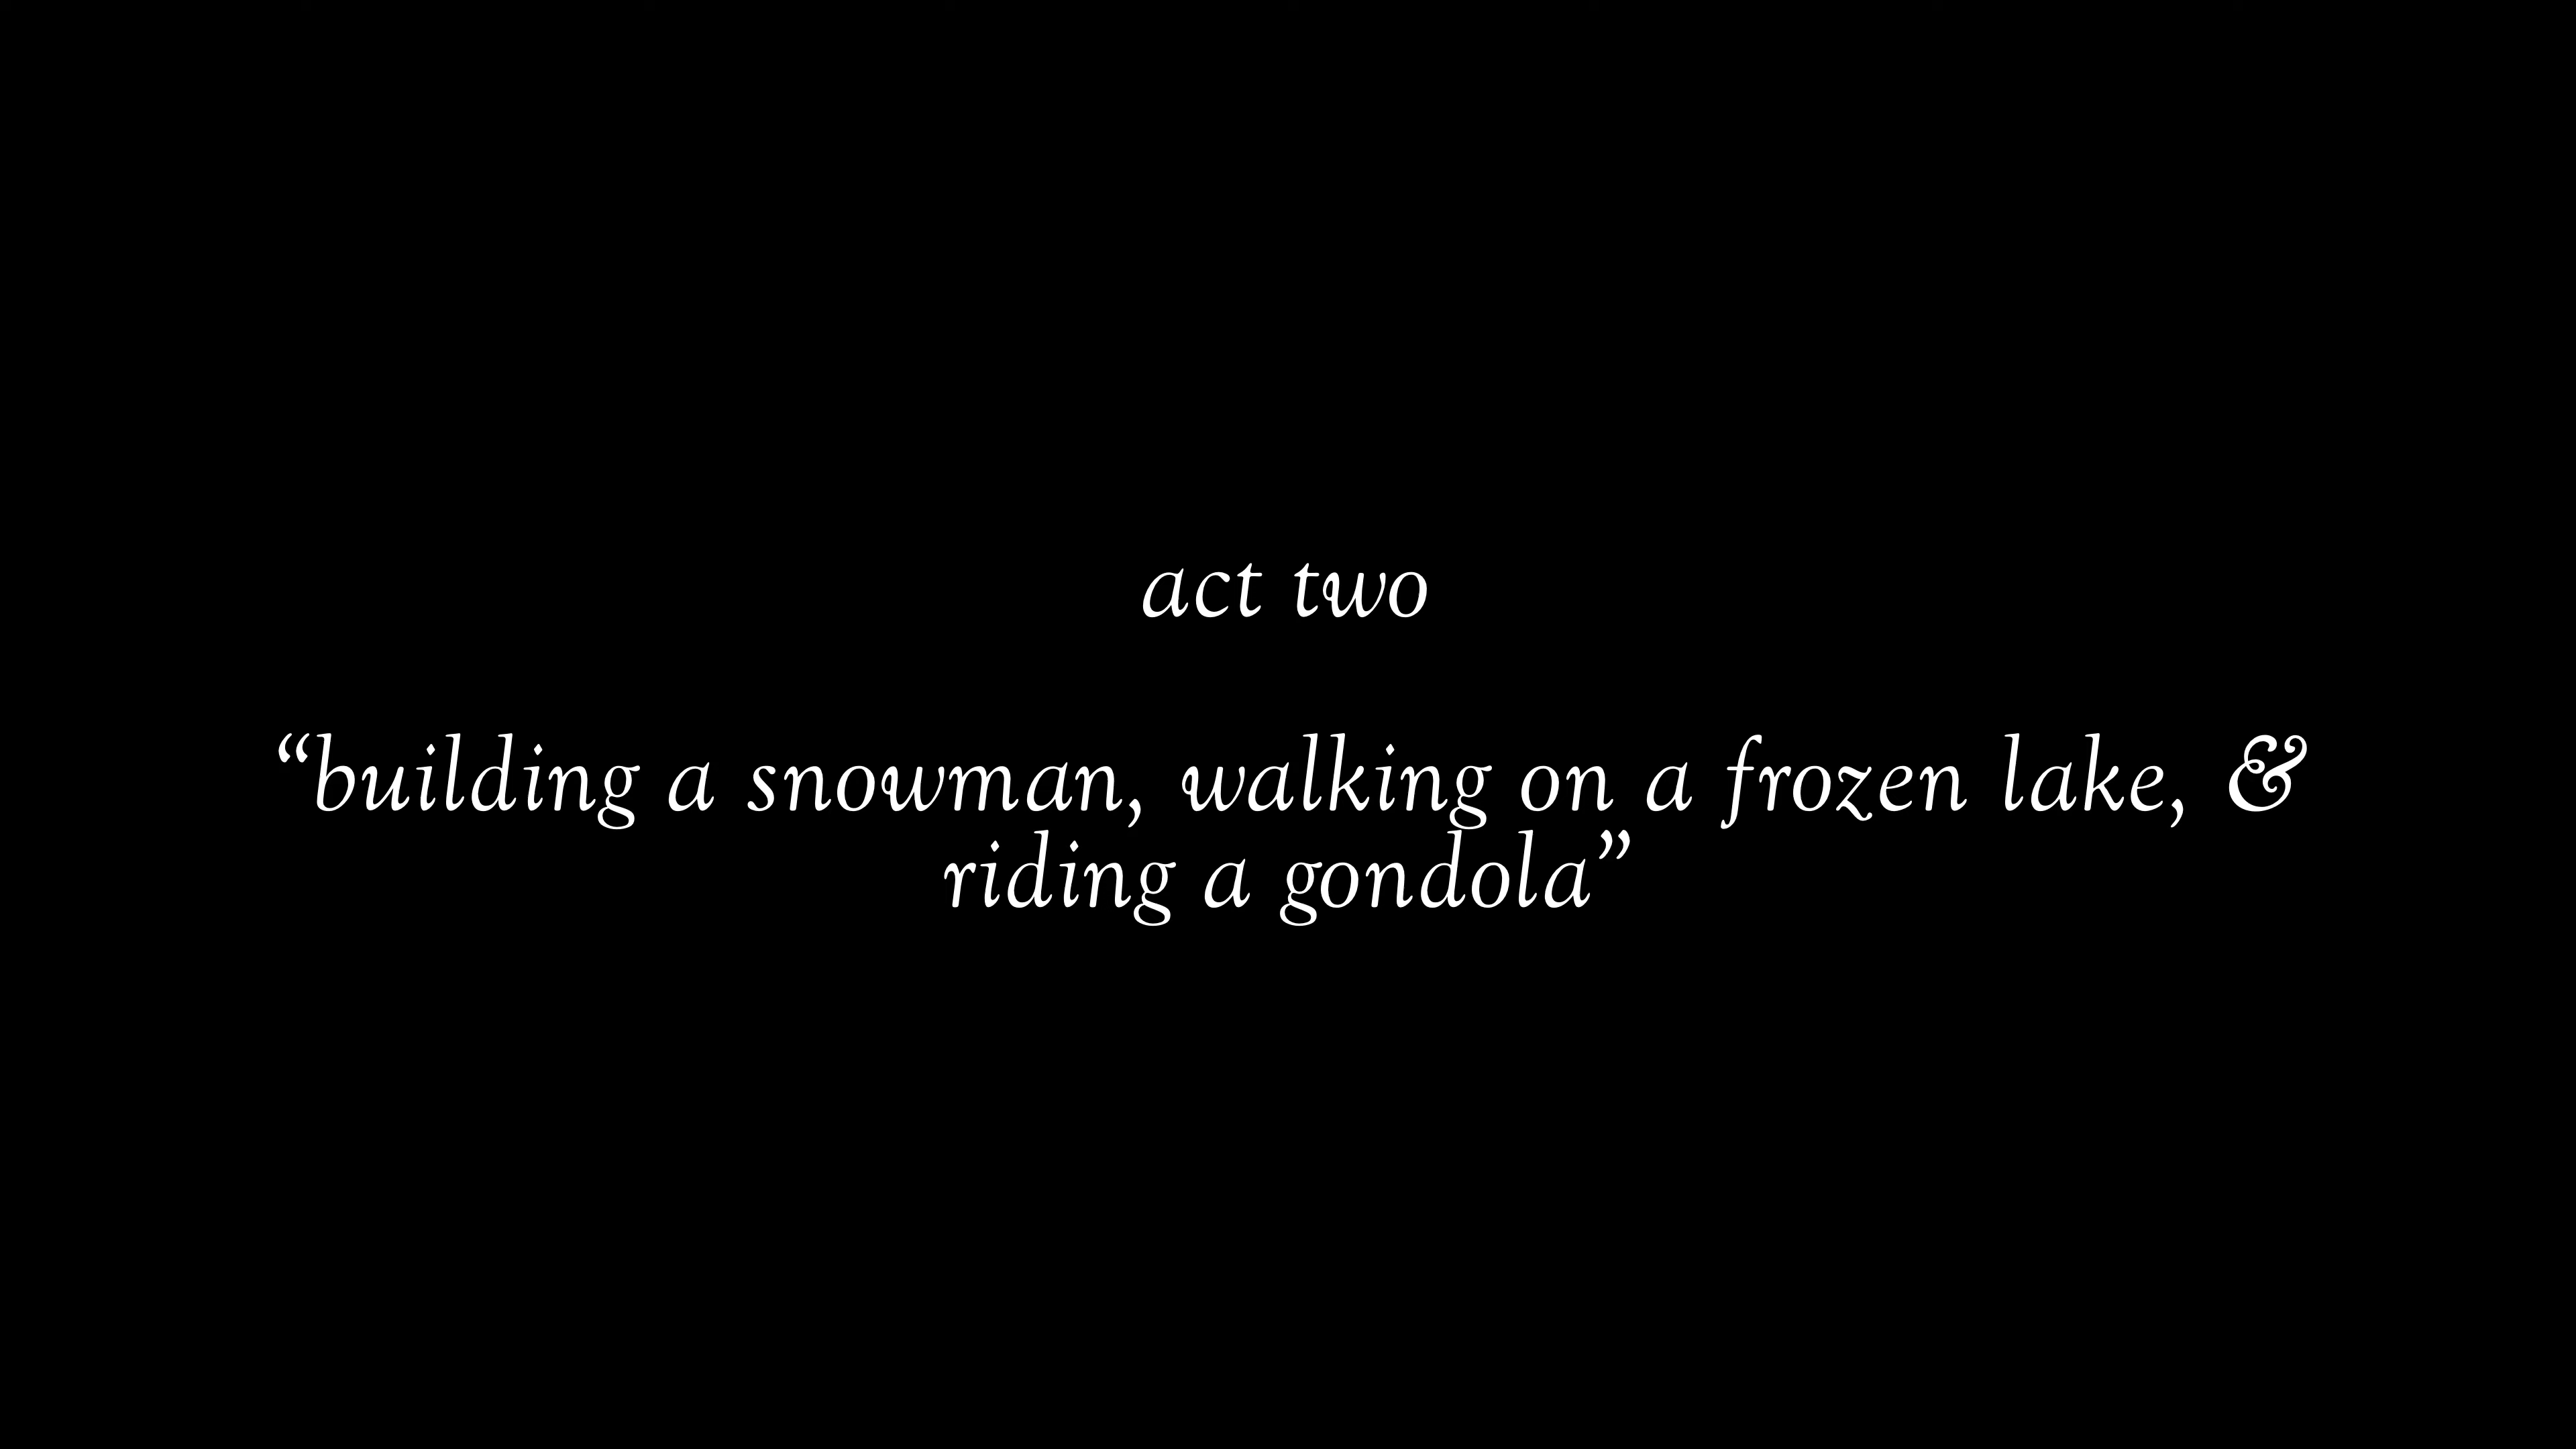 act two
“building a snowman, walking on a frozen lake, &
riding a gondola”